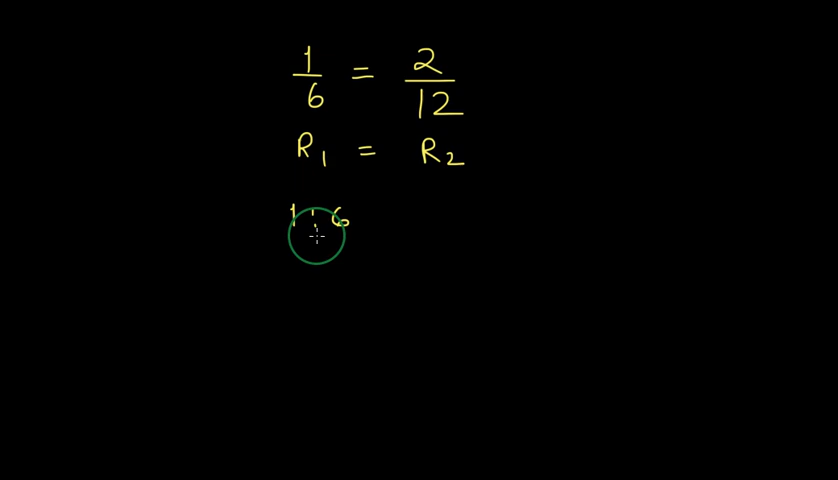 1/6 = 2/12
R₁ = R₂
1 : 6